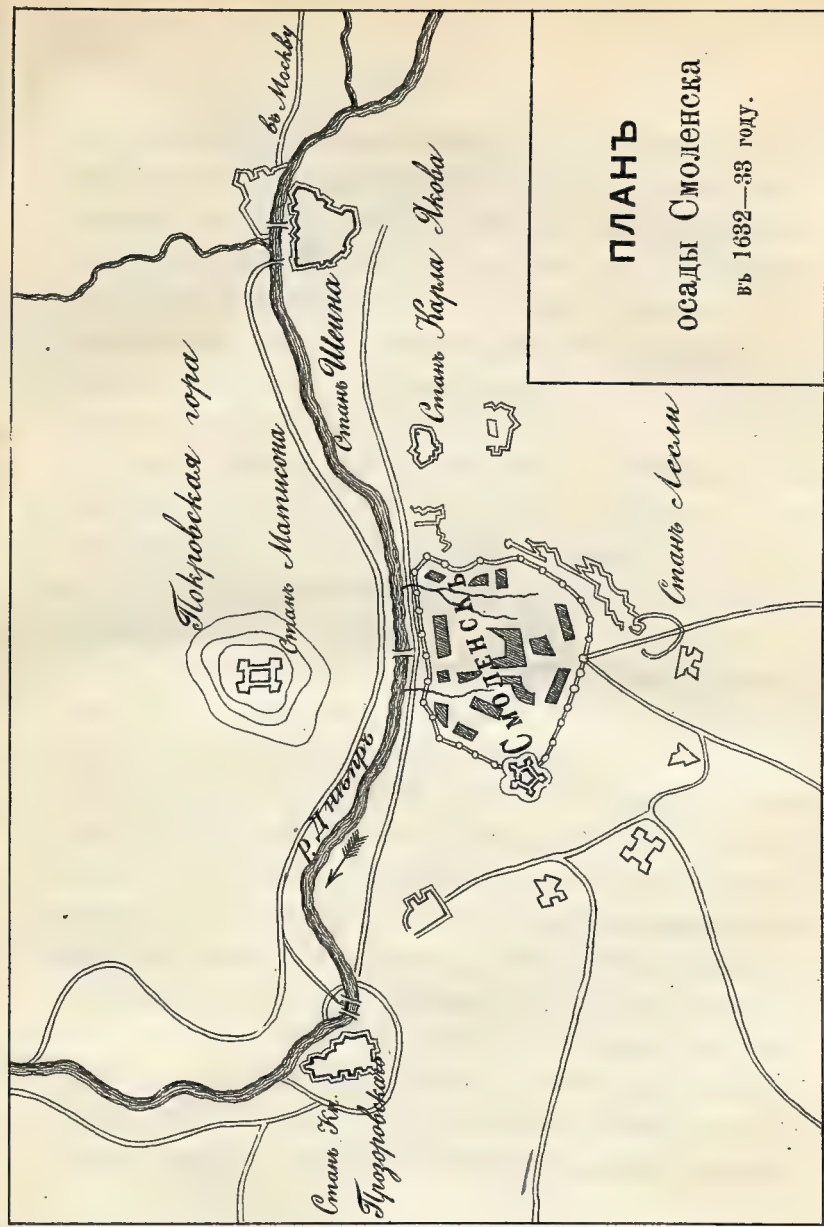 ПЛАНЪ
осады Смоленска
въ 1632—33 году.
въ Москву
Покровская гора
Станъ Матисона
Станъ Шеина
Станъ Карла Якова
р. Днѣпръ
Смоленскъ
Станъ Лесли
Станъ Кн.
Прозоровскаго